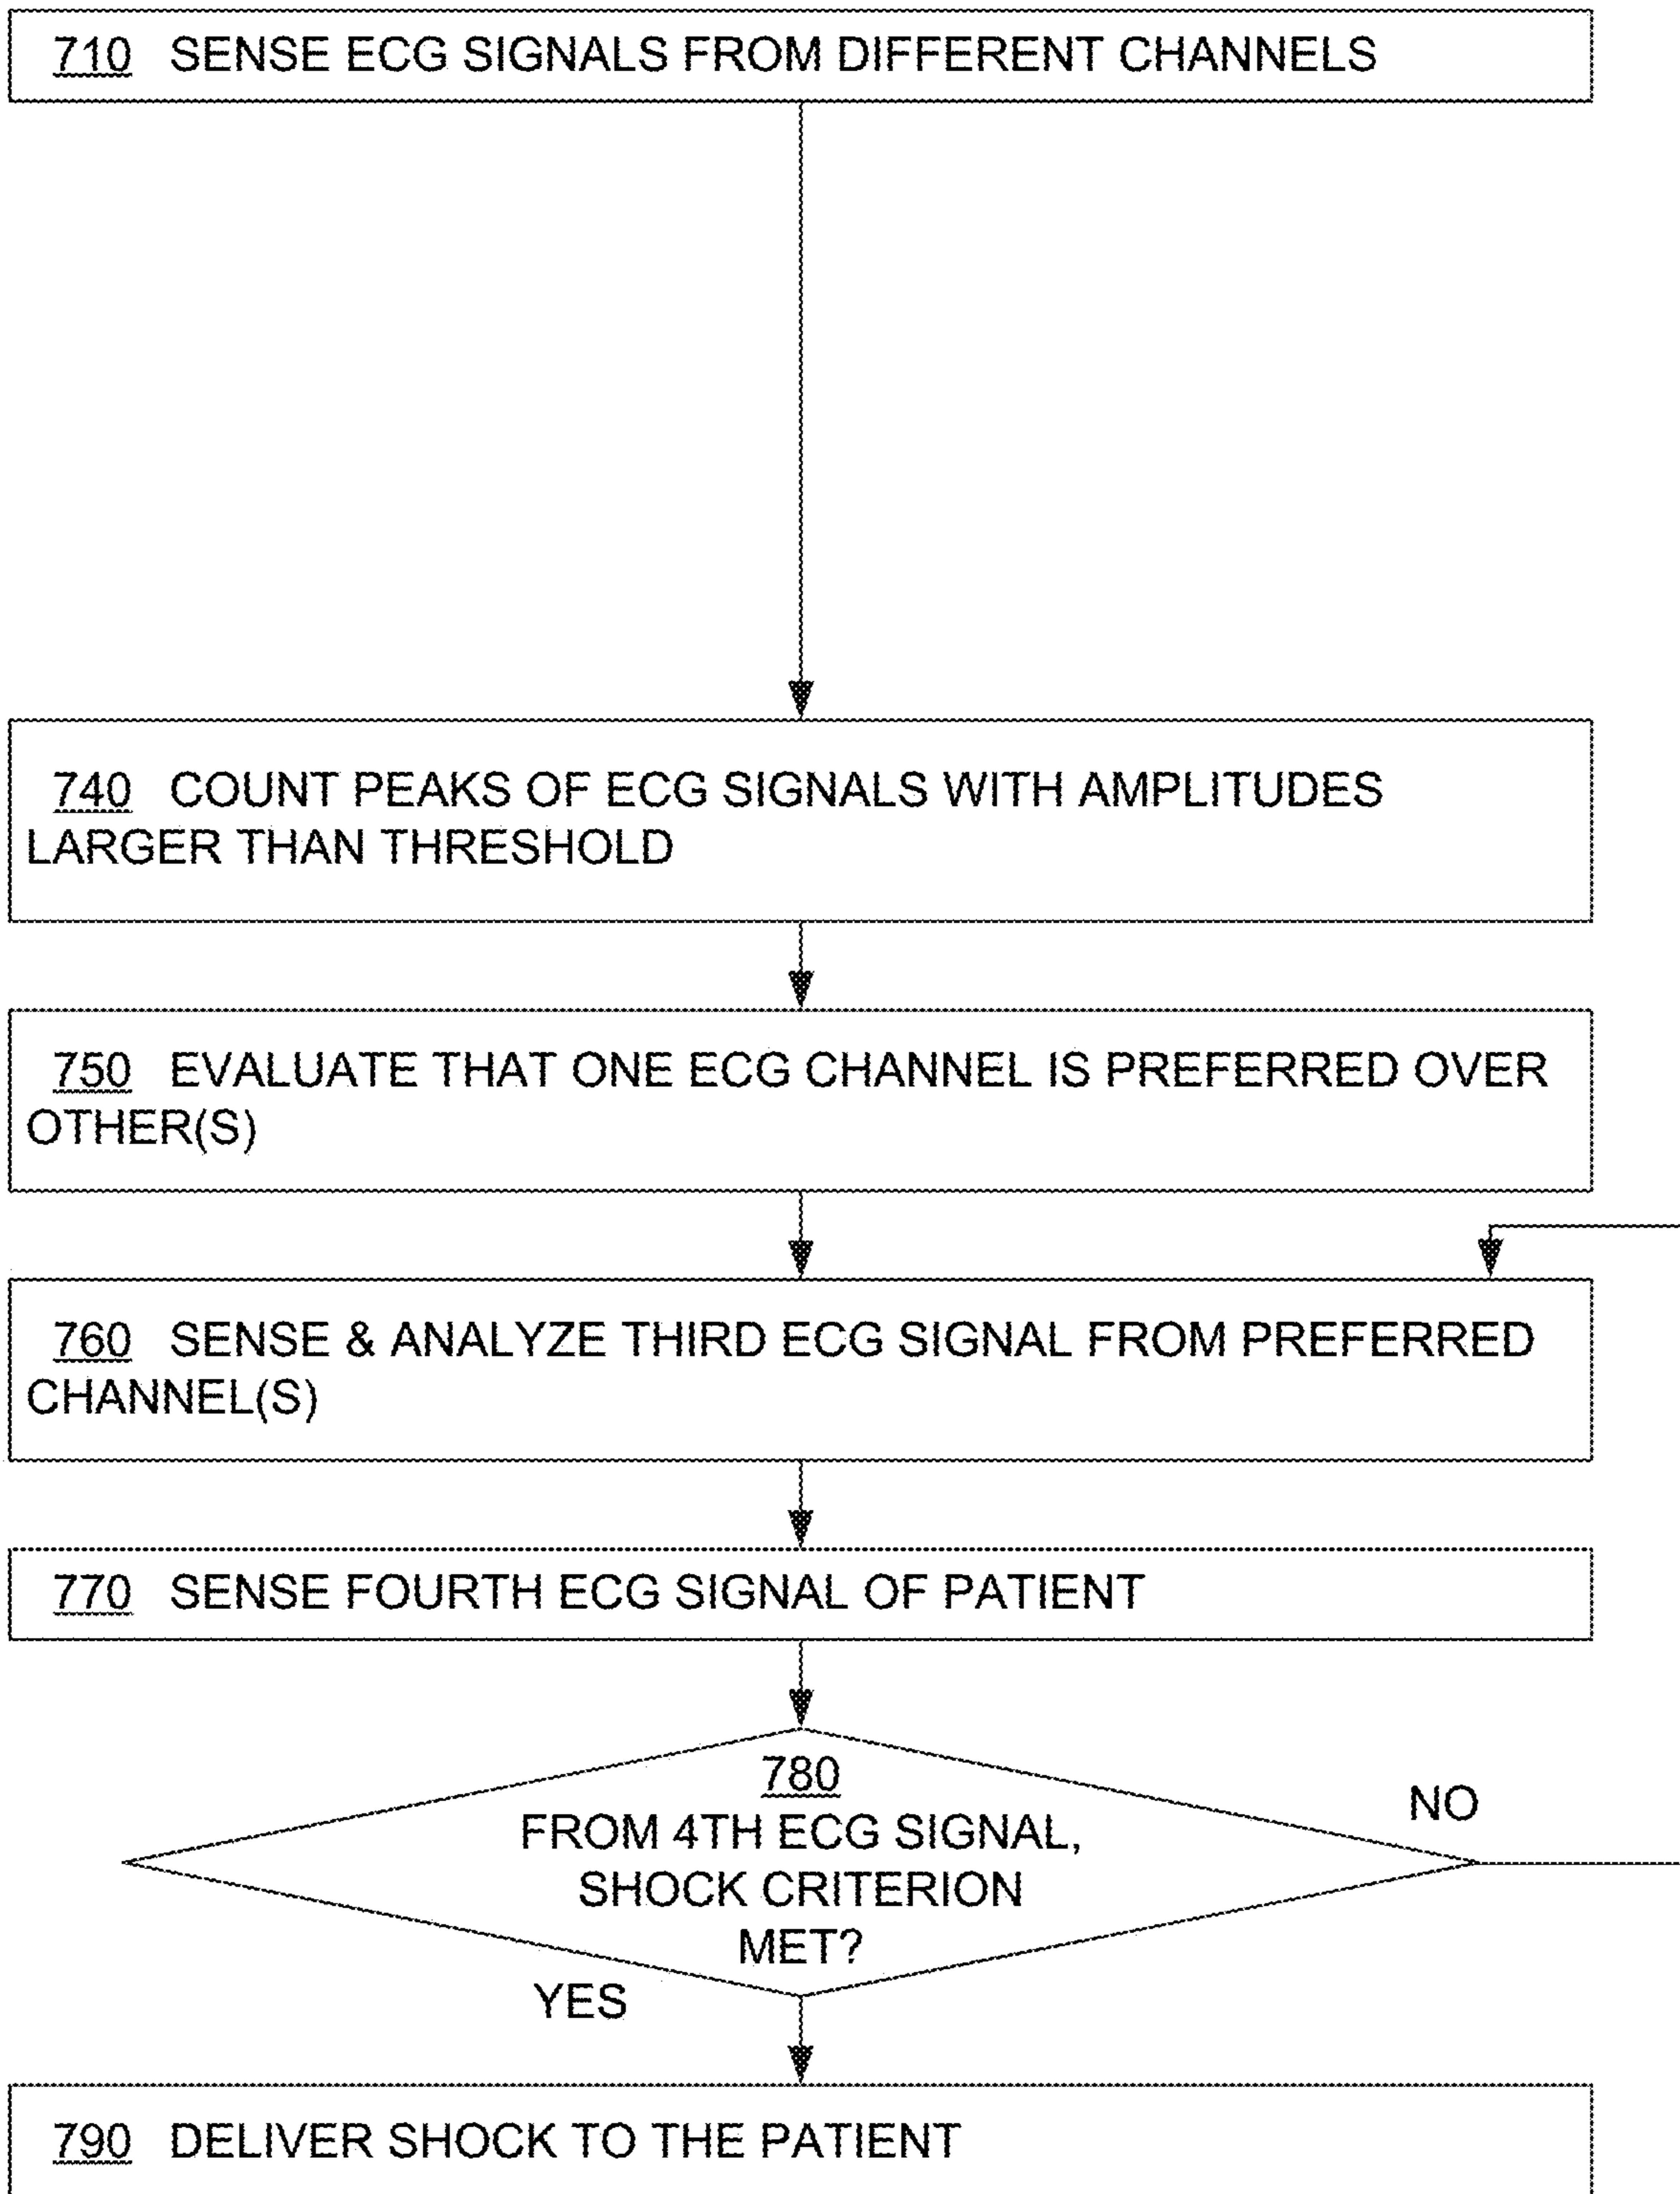 710 SENSE ECG SIGNALS FROM DIFFERENT CHANNELS
740 COUNT PEAKS OF ECG SIGNALS WITH AMPLITUDES
LARGER THAN THRESHOLD
750 EVALUATE THAT ONE ECG CHANNEL IS PREFERRED OVER
OTHER(S)
760 SENSE & ANALYZE THIRD ECG SIGNAL FROM PREFERRED
CHANNEL(S)
770 SENSE FOURTH ECG SIGNAL OF PATIENT
780
FROM 4TH ECG SIGNAL,
SHOCK CRITERION
MET?
NO
YES
790 DELIVER SHOCK TO THE PATIENT